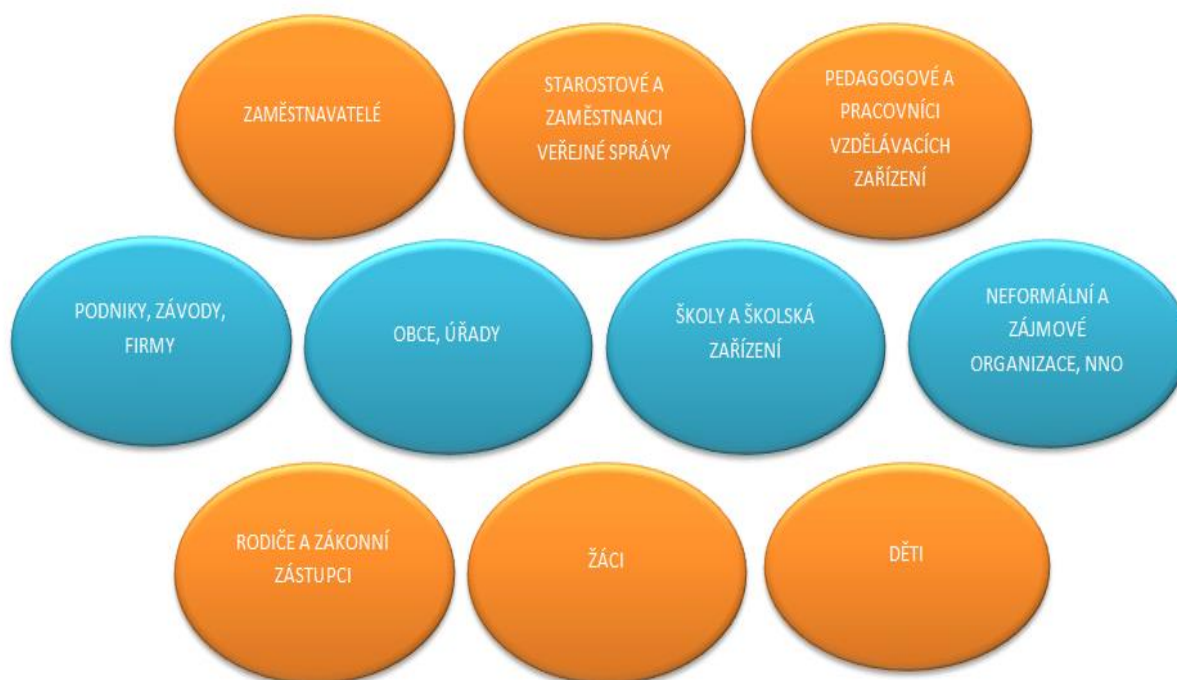 ZAMĚSTNAVATELÉ
STAROSTOVÉ A
ZAMĚSTNANCI
VEŘEJNÉ SPRÁVY
PEDAGOGOVÉ A
PRACOVNÍCI
VZDĚLÁVACÍCH
ZAŘÍZENÍ
PODNIKY, ZÁVODY,
FIRMY
OBCE, ÚŘADY
ŠKOLY A ŠKOLSKÁ
ZAŘÍZENÍ
NEFORMÁLNÍ A
ZÁJMOVÉ
ORGANIZACE, NNO
RODIČE A ZÁKONNÍ
ZÁSTUPCI
ŽÁCI
DĚTI